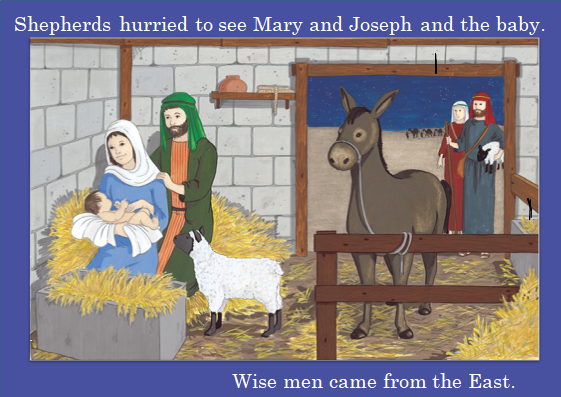 Shepherds hurried to see Mary and Joseph and the baby.
Wise men came from the East.